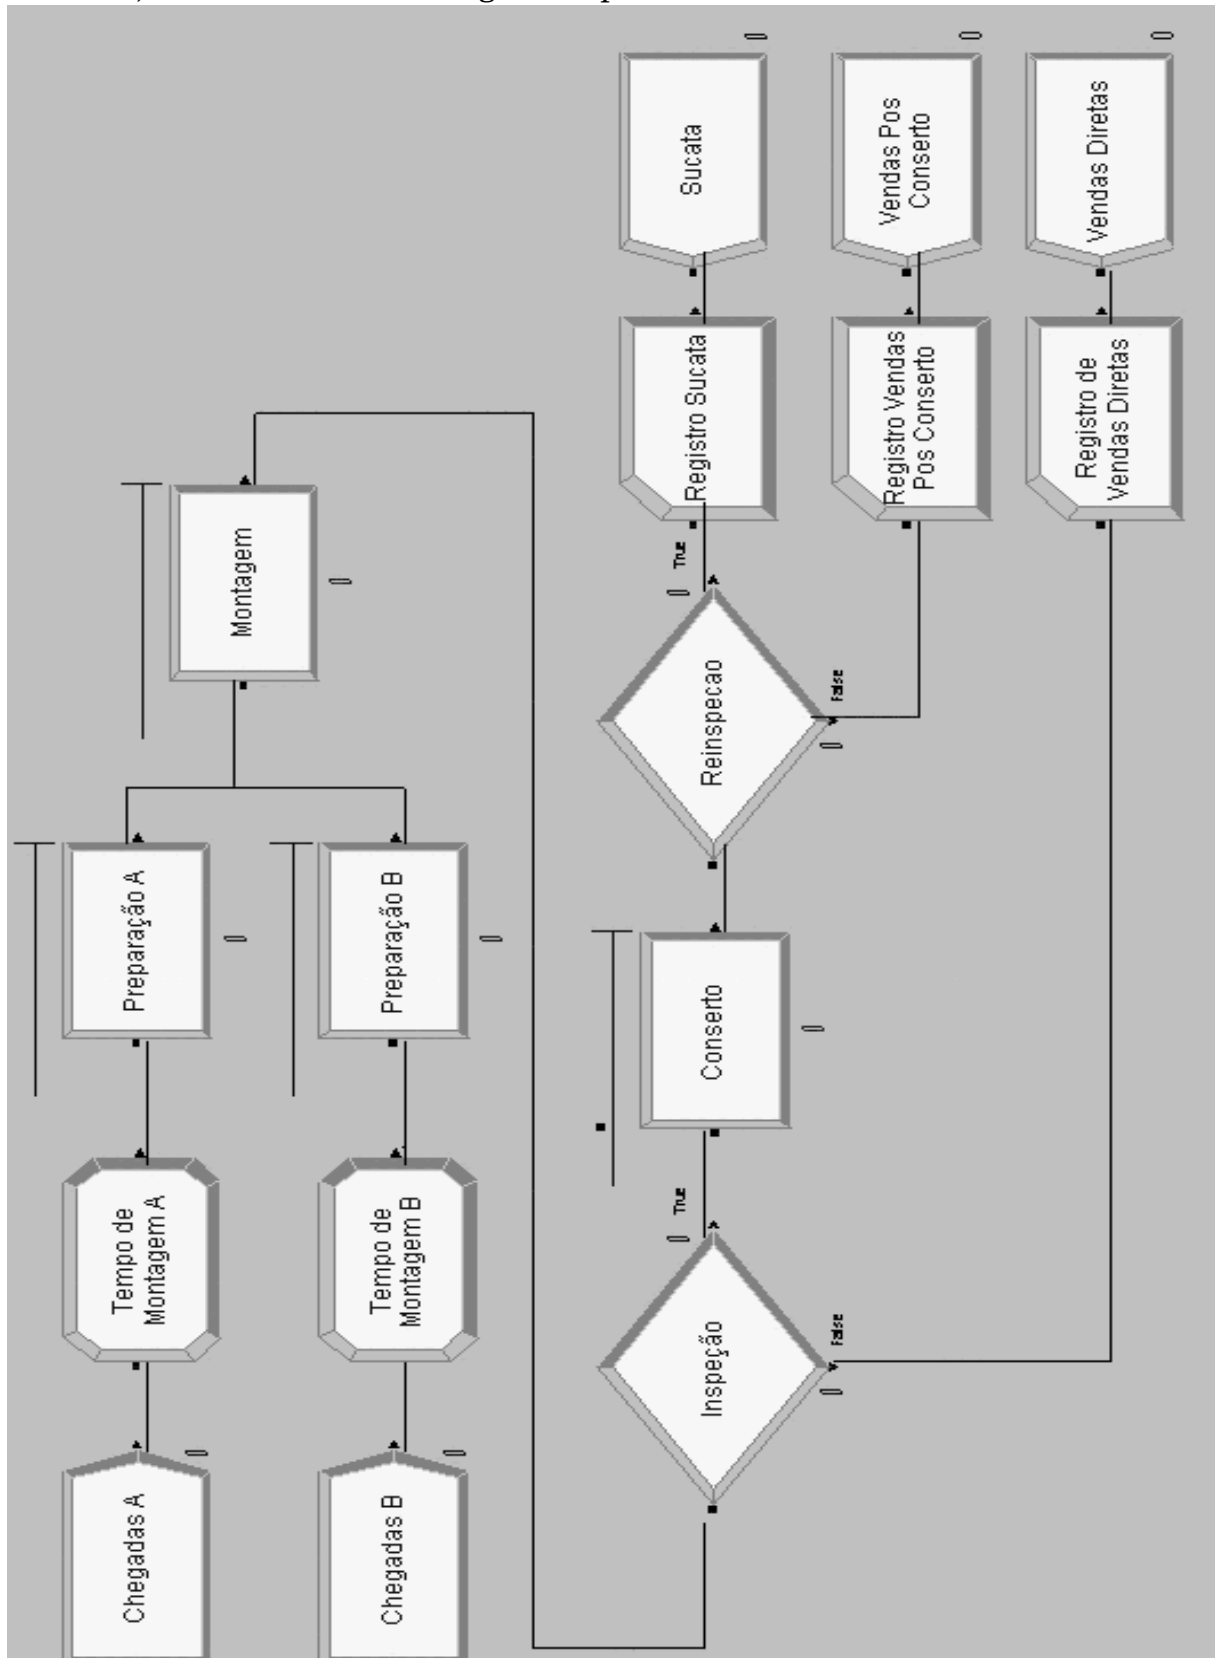 Chegadas A
Tempo de
Montagem A
Preparação A
Montagem
Chegadas B
Tempo de
Montagem B
Preparação B
Inspeção
True
False
Conserto
Reinspecao
True
False
Registro Sucata
Sucata
Registro Vendas
Pos Conserto
Vendas Pos
Conserto
Registro de
Vendas Diretas
Vendas Diretas
0
0
0
0
0
0
0
0
0
0
0
0
0